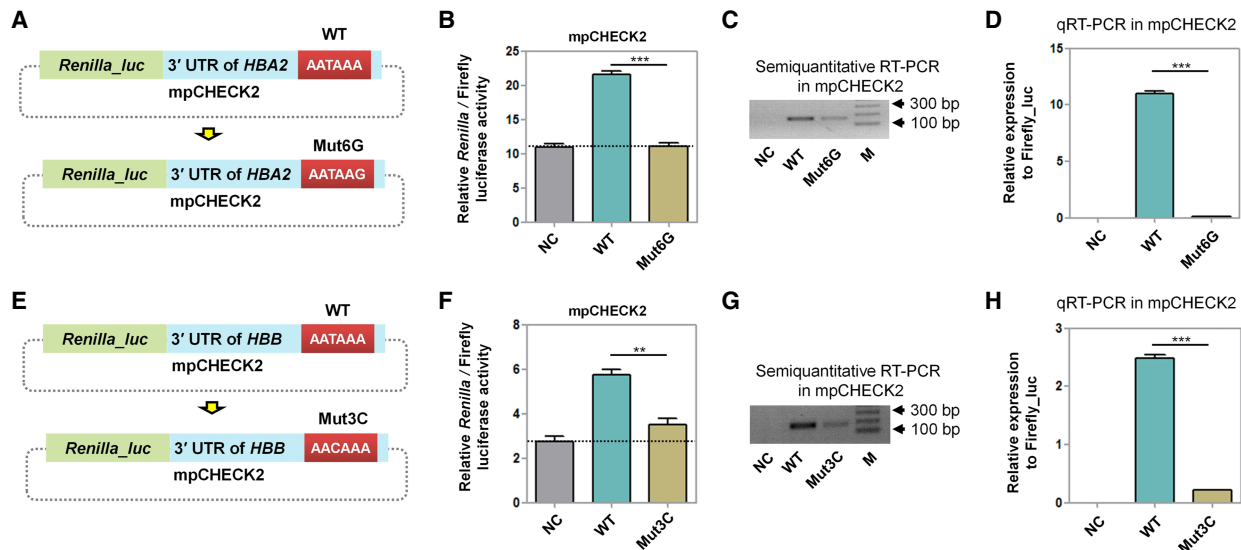 A
WT
Renilla_luc 3′ UTR of HBA2 AATAAA
mpCHECK2
Mut6G
Renilla_luc 3′ UTR of HBA2 AATAAG
mpCHECK2
B
mpCHECK2
Relative Renilla / Firefly
luciferase activity
25
20
15
10
5
0
***
NC WT Mut6G
C
Semiquantitative RT-PCR
in mpCHECK2
300 bp
100 bp
NC WT Mut6G M
D
qRT-PCR in mpCHECK2
Relative expression
to Firefly_luc
15
10
5
0
***
NC WT Mut6G
E
WT
Renilla_luc 3′ UTR of HBB AATAAA
mpCHECK2
Mut3C
Renilla_luc 3′ UTR of HBB AACAAA
mpCHECK2
F
mpCHECK2
Relative Renilla / Firefly
luciferase activity
8
6
4
2
0
**
NC WT Mut3C
G
Semiquantitative RT-PCR
in mpCHECK2
300 bp
100 bp
NC WT Mut3C M
H
qRT-PCR in mpCHECK2
Relative expression
to Firefly_luc
3
2
1
0
***
NC WT Mut3C